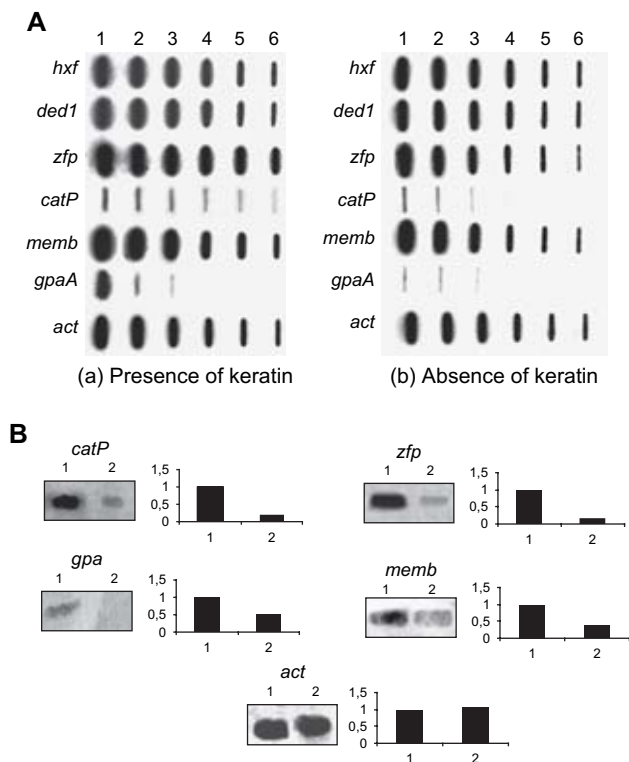 A
1 2 3 4 5 6
hxf
ded1
zfp
catP
memb
gpaA
act
(a) Presence of keratin
1 2 3 4 5 6
hxf
ded1
zfp
catP
memb
gpaA
act
(b) Absence of keratin
B
catP
1 2
1,5
1
0,5
0
1 2
zfp
1 2
1,5
1
0,5
0
1 2
gpa
1 2
1,5
1
0,5
0
1 2
memb
1 2
1,5
1
0,5
0
1 2
act
1 2
1,5
1
0,5
0
1 2